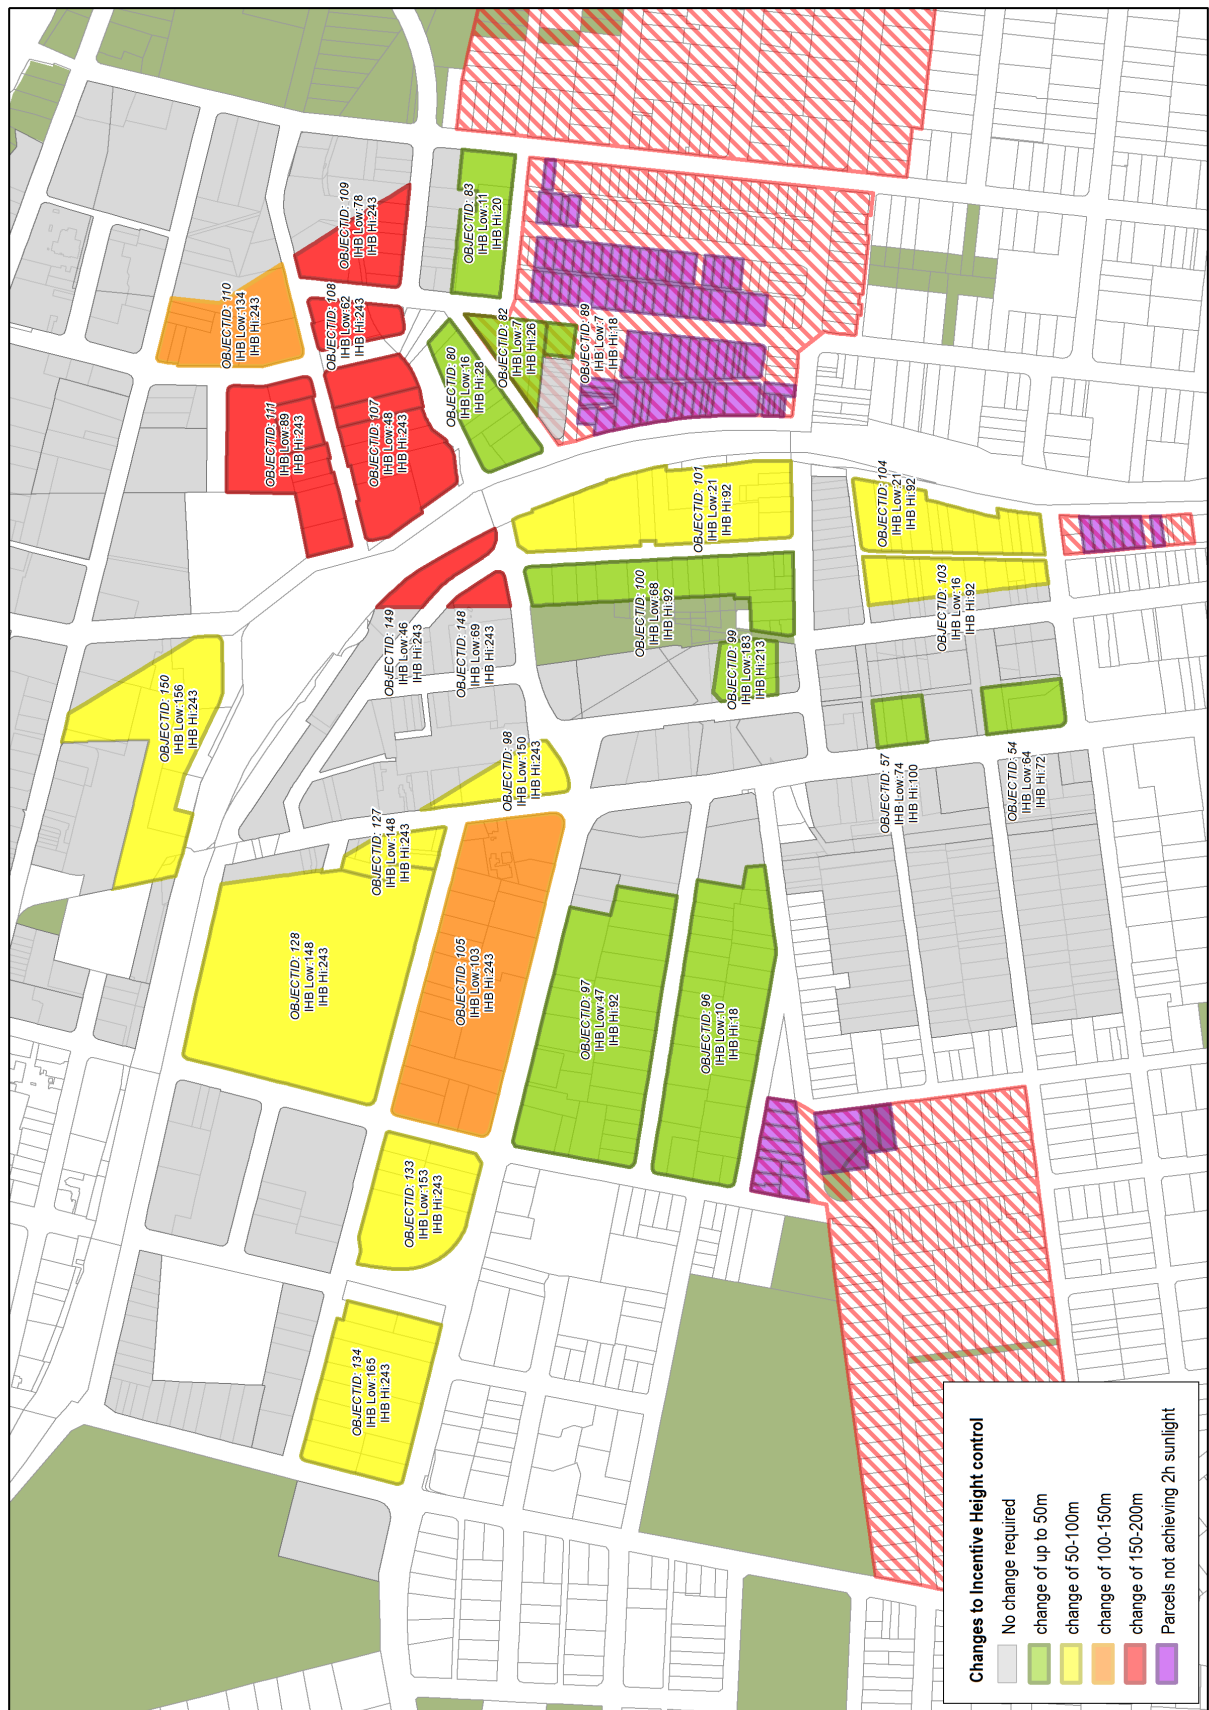 OBJECTID: 109
IHB Low:78
IHB Hi:243
OBJECTID: 83
IHB Low:11
IHB Hi:20
OBJECTID: 110
IHB Low:134
IHB Hi:243
OBJECTID: 108
IHB Low:62
IHB Hi:243
OBJECTID: 82
IHB Low:7
IHB Hi:26
OBJECTID: 89
IHB Low:7
IHB Hi:18
OBJECTID: 80
IHB Low:16
IHB Hi:28
OBJECTID: 111
IHB Low:89
IHB Hi:243
OBJECTID: 107
IHB Low:48
IHB Hi:243
OBJECTID: 101
IHB Low:21
IHB Hi:92
OBJECTID: 104
IHB Low:21
IHB Hi:92
OBJECTID: 100
IHB Low:68
IHB Hi:92
OBJECTID: 103
IHB Low:16
IHB Hi:92
OBJECTID: 149
IHB Low:46
IHB Hi:243
OBJECTID: 148
IHB Low:69
IHB Hi:243
OBJECTID: 99
IHB Low:183
IHB Hi:213
OBJECTID: 150
IHB Low:156
IHB Hi:243
OBJECTID: 98
IHB Low:150
IHB Hi:243
OBJECTID: 57
IHB Low:74
IHB Hi:100
OBJECTID: 54
IHB Low:64
IHB Hi:72
OBJECTID: 127
IHB Low:148
IHB Hi:243
OBJECTID: 128
IHB Low:148
IHB Hi:243
OBJECTID: 105
IHB Low:103
IHB Hi:243
OBJECTID: 97
IHB Low:47
IHB Hi:92
OBJECTID: 96
IHB Low:10
IHB Hi:18
OBJECTID: 133
IHB Low:153
IHB Hi:243
OBJECTID: 134
IHB Low:165
IHB Hi:243
Changes to Incentive Height control
No change required
change of up to 50m
change of 50-100m
change of 100-150m
change of 150-200m
Parcels not achieving 2h sunlight